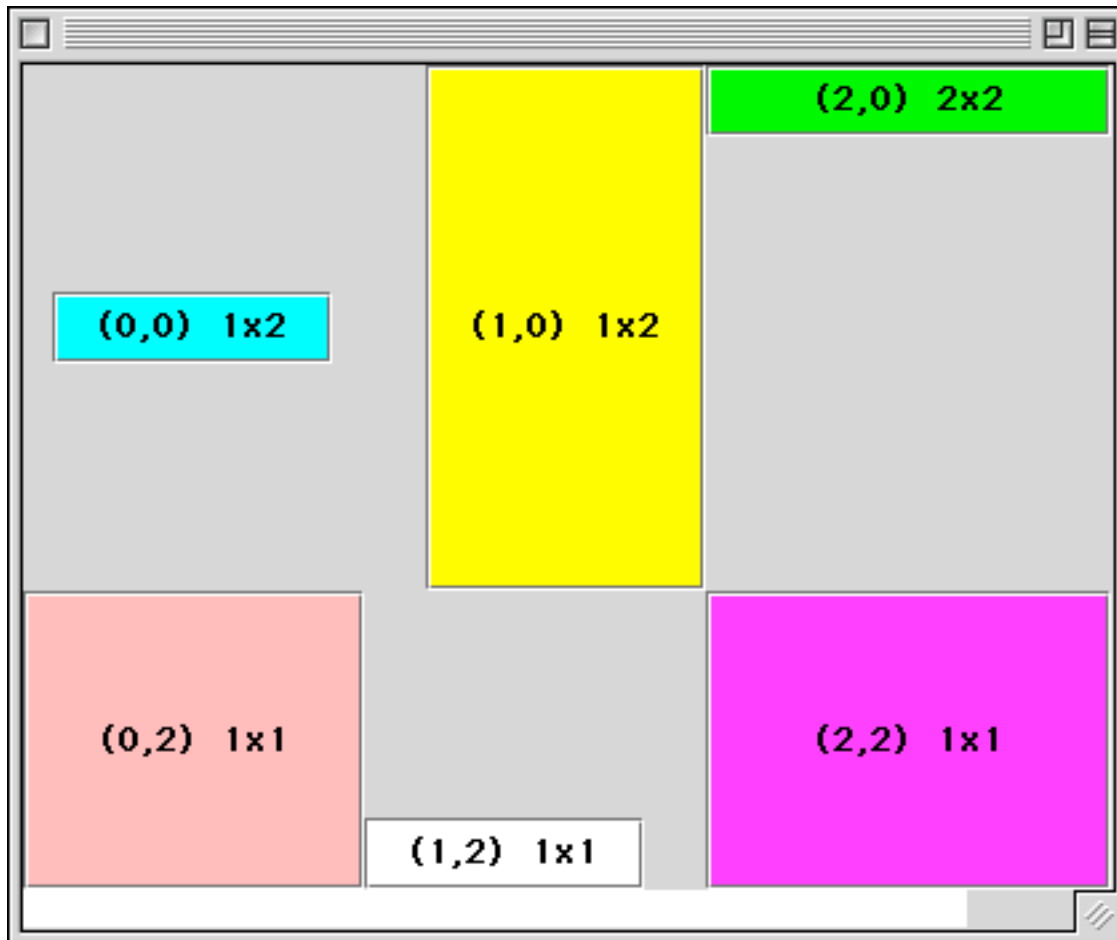 (2,0) 2x2
(0,0) 1x2
(1,0) 1x2
(0,2) 1x1
(2,2) 1x1
(1,2) 1x1